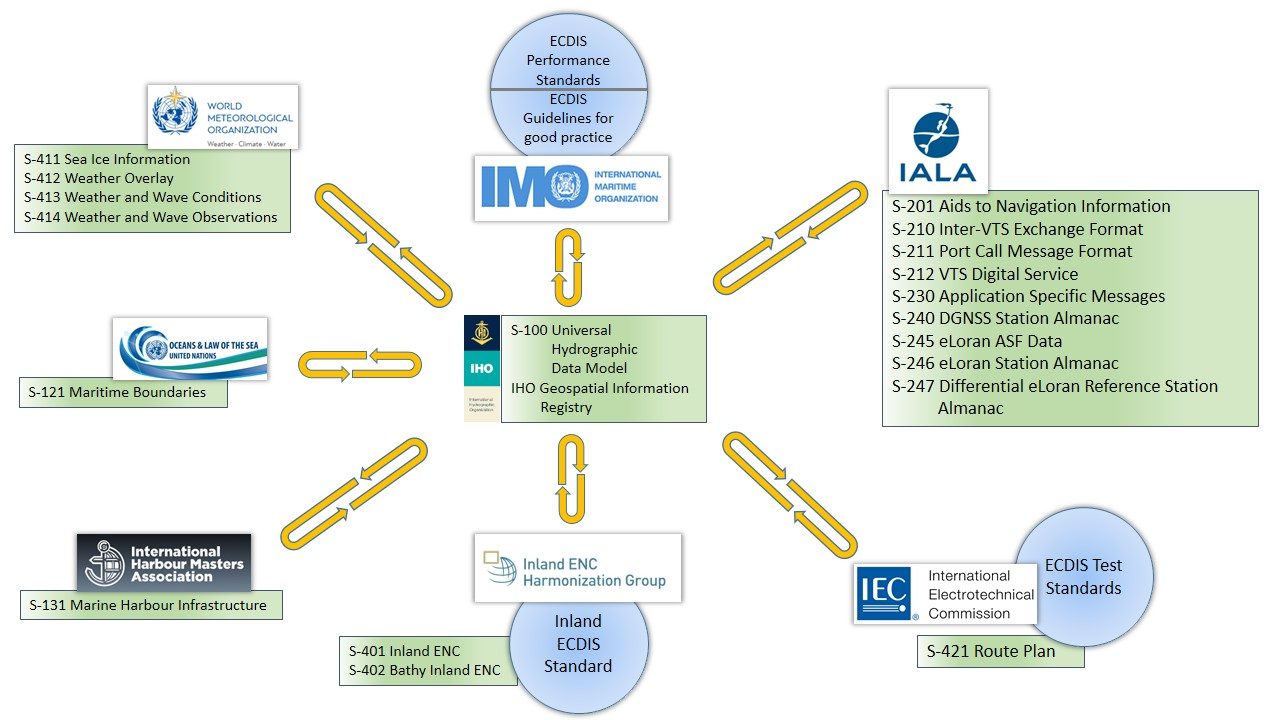 ECDIS
Performance
Standards
ECDIS
Guidelines for
good practice
WORLD
METEOROLOGICAL
ORGANIZATION
Weather · Climate · Water
S-411 Sea Ice Information
S-412 Weather Overlay
S-413 Weather and Wave Conditions
S-414 Weather and Wave Observations
IMO
INTERNATIONAL
MARITIME
ORGANIZATION
IALA
S-201 Aids to Navigation Information
S-210 Inter-VTS Exchange Format
S-211 Port Call Message Format
S-212 VTS Digital Service
S-230 Application Specific Messages
S-240 DGNSS Station Almanac
S-245 eLoran ASF Data
S-246 eLoran Station Almanac
S-247 Differential eLoran Reference Station
Almanac
OCEANS & LAW OF THE SEA
UNITED NATIONS
S-121 Maritime Boundaries
IHO
International
Hydrographic
Organization
S-100 Universal
Hydrographic
Data Model
IHO Geospatial Information
Registry
International
Harbour Masters
Association
S-131 Marine Harbour Infrastructure
Inland ENC
Harmonization Group
Inland
ECDIS
Standard
S-401 Inland ENC
S-402 Bathy Inland ENC
IEC
®
International
Electrotechnical
Commission
ECDIS Test
Standards
S-421 Route Plan